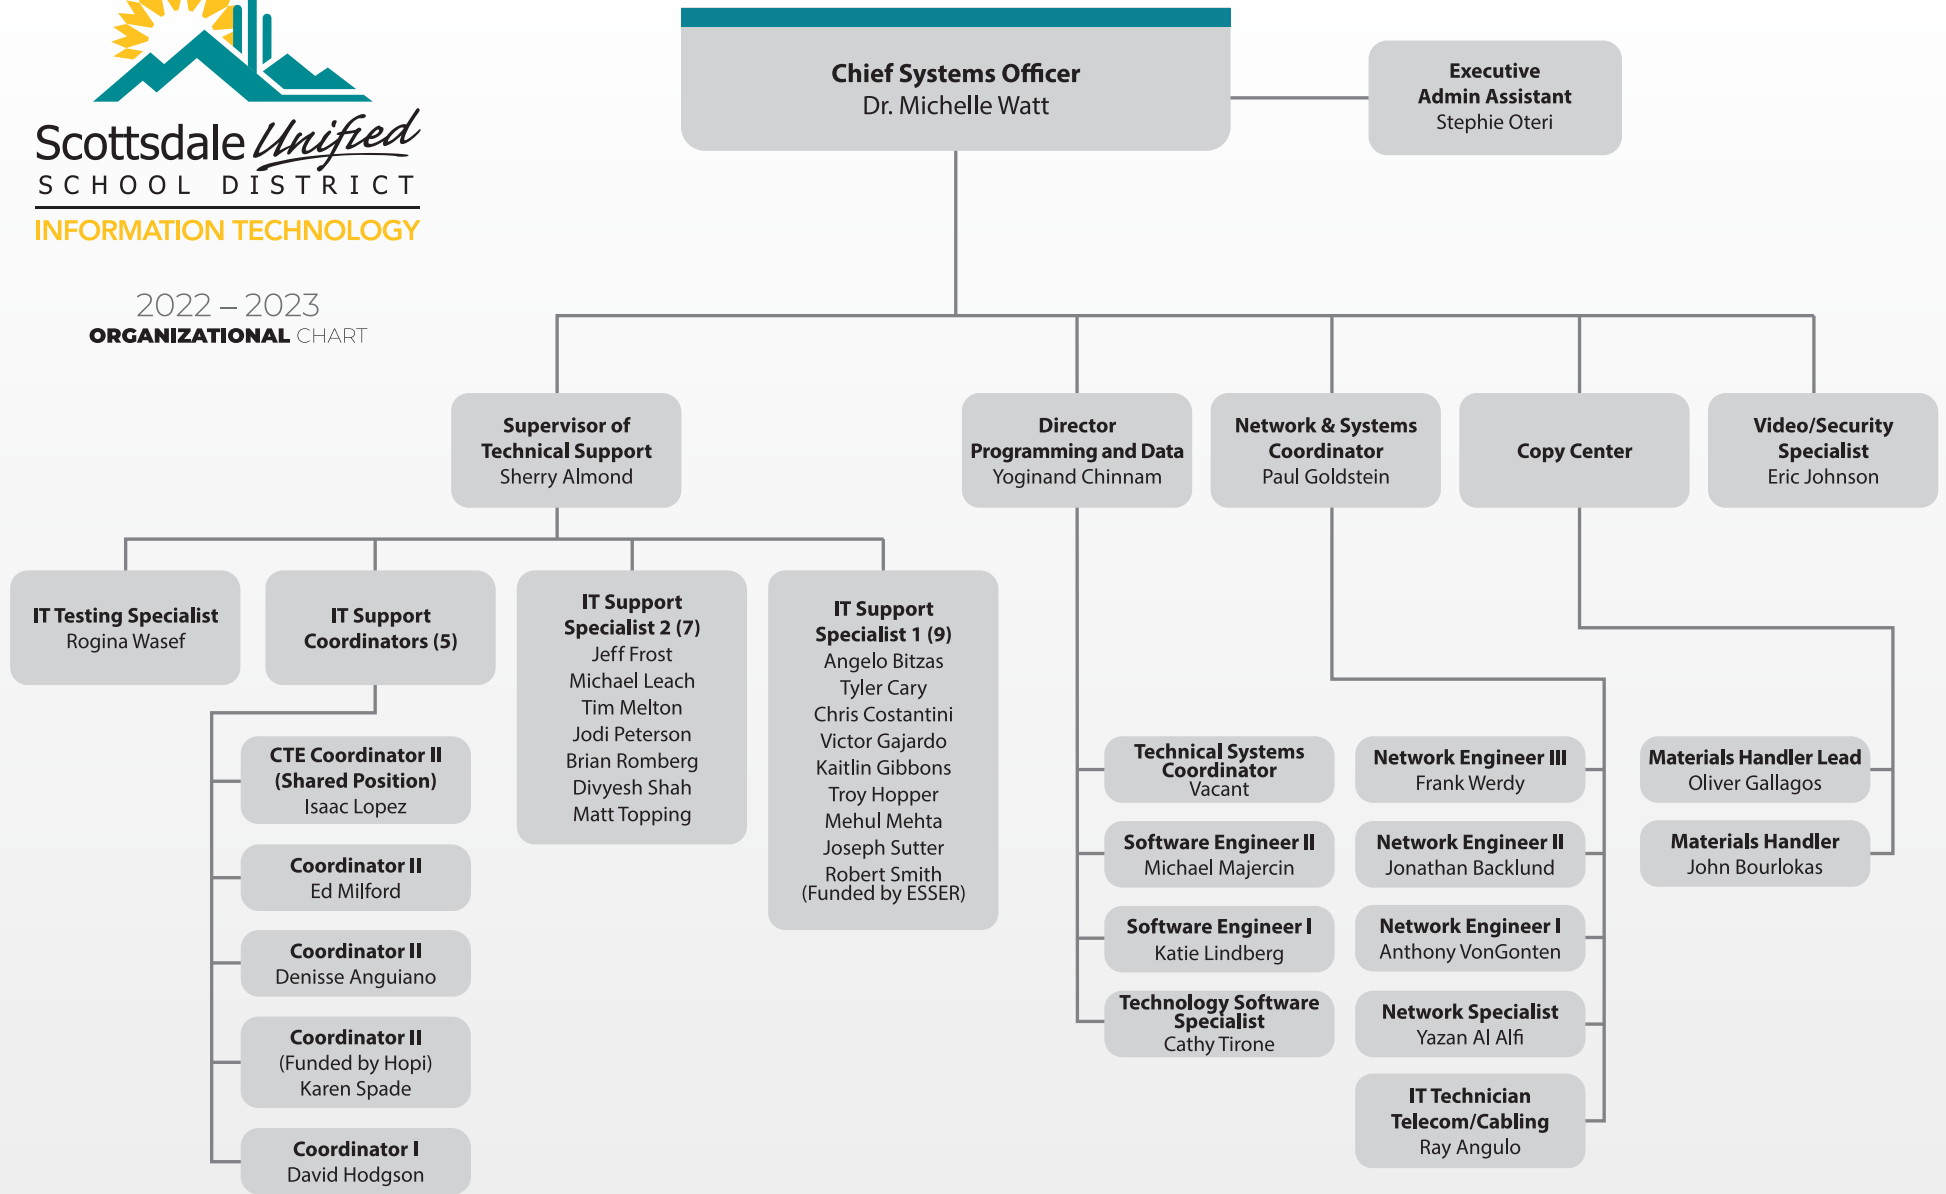 Scottsdale Unified
SCHOOL DISTRICT
INFORMATION TECHNOLOGY
2022 – 2023
ORGANIZATIONAL CHART
Chief Systems Officer
Dr. Michelle Watt
Executive
Admin Assistant
Stephie Oteri
Supervisor of
Technical Support
Sherry Almond
Director
Programming and Data
Yoginand Chinnam
Network & Systems
Coordinator
Paul Goldstein
Copy Center
Video/Security
Specialist
Eric Johnson
IT Testing Specialist
Rogina Wasef
IT Support
Coordinators (5)
IT Support
Specialist 2 (7)
Jeff Frost
Michael Leach
Tim Melton
Jodi Peterson
Brian Romberg
Divyesh Shah
Matt Topping
IT Support
Specialist 1 (9)
Angelo Bitzas
Tyler Cary
Chris Costantini
Victor Gajardo
Kaitlin Gibbons
Troy Hopper
Mehul Mehta
Joseph Sutter
Robert Smith
(Funded by ESSER)
CTE Coordinator II
(Shared Position)
Isaac Lopez
Coordinator II
Ed Milford
Coordinator II
Denisse Anguiano
Coordinator II
(Funded by Hopi)
Karen Spade
Coordinator I
David Hodgson
Technical Systems
Coordinator
Vacant
Software Engineer II
Michael Majercin
Software Engineer I
Katie Lindberg
Technology Software
Specialist
Cathy Tirone
Network Engineer III
Frank Werdy
Network Engineer II
Jonathan Backlund
Network Engineer I
Anthony VonGonten
Network Specialist
Yazan Al Alfi
IT Technician
Telecom/Cabling
Ray Angulo
Materials Handler Lead
Oliver Gallagos
Materials Handler
John Bourlokas